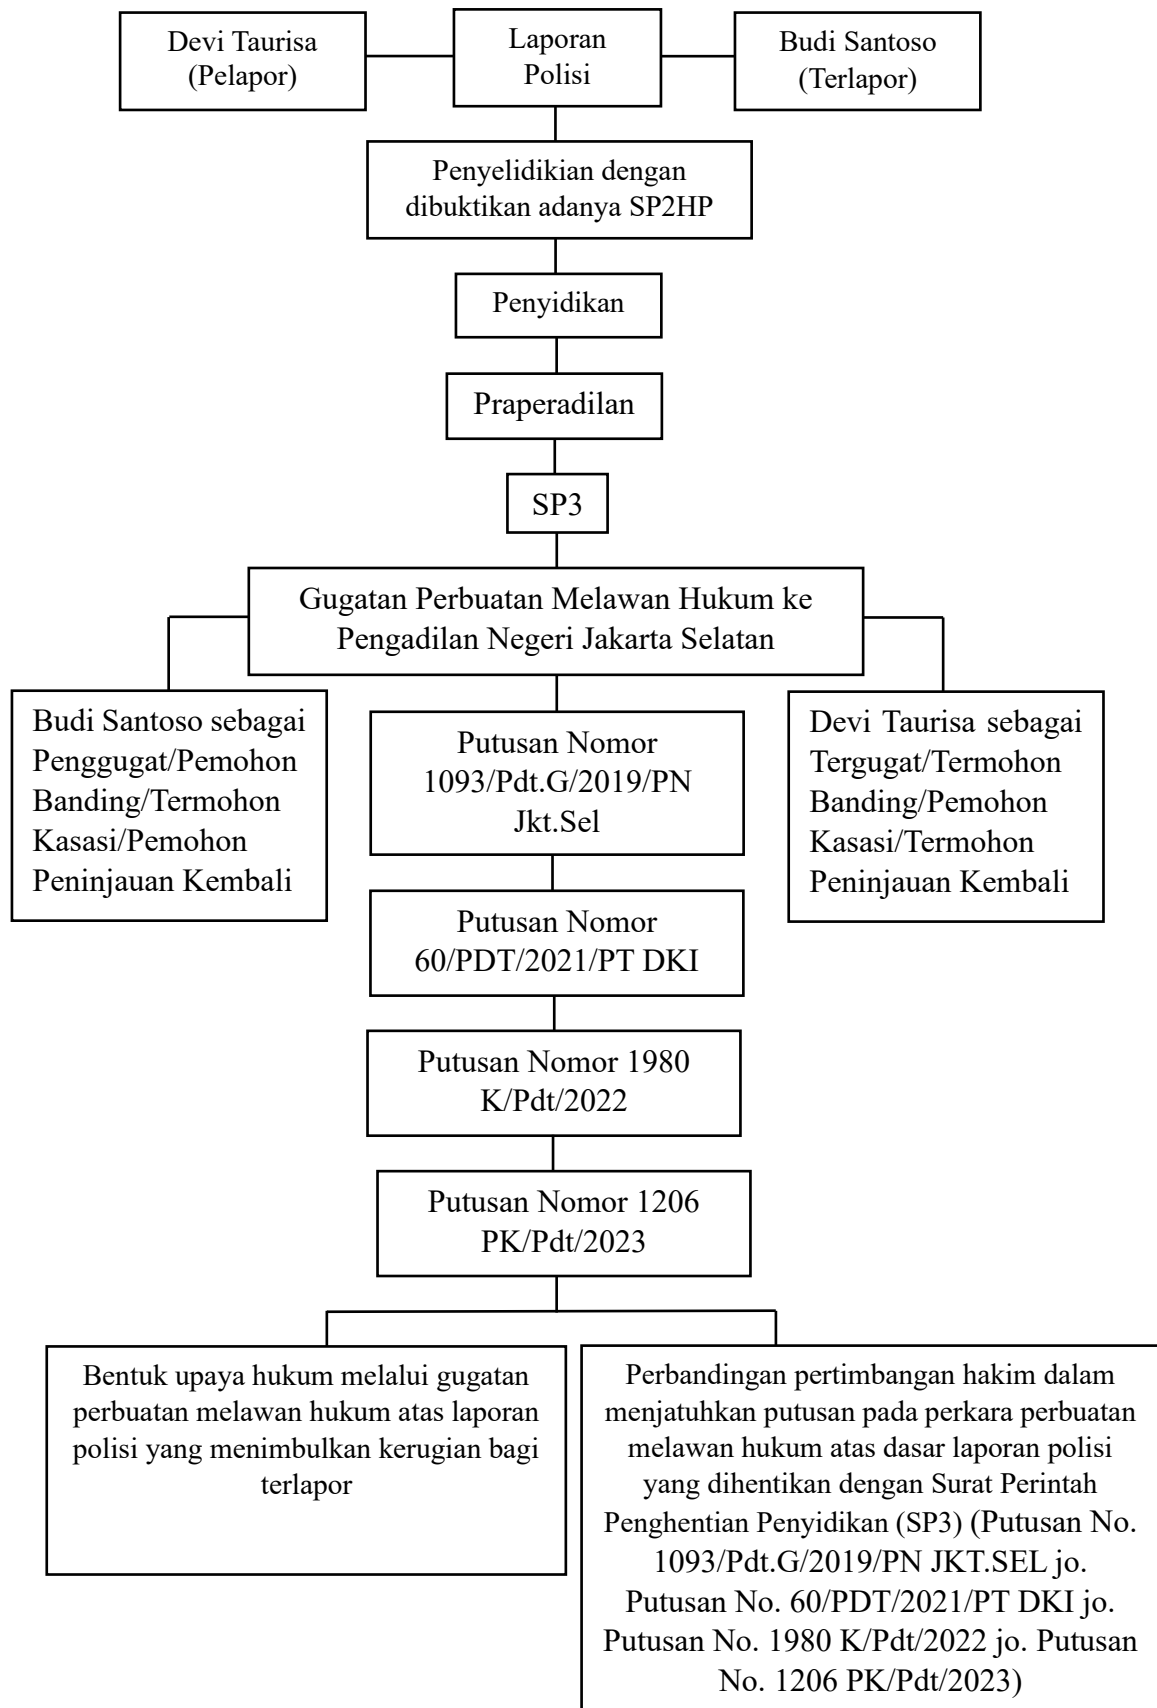 Devi Taurisa
(Pelapor)
Laporan
Polisi
Budi Santoso
(Terlapor)
Penyelidikian dengan
dibuktikan adanya SP2HP
Penyidikan
Praperadilan
SP3
Gugatan Perbuatan Melawan Hukum ke
Pengadilan Negeri Jakarta Selatan
Budi Santoso sebagai
Penggugat/Pemohon
Banding/Termohon
Kasasi/Pemohon
Peninjauan Kembali
Putusan Nomor
1093/Pdt.G/2019/PN
Jkt.Sel
Devi Taurisa sebagai
Tergugat/Termohon
Banding/Pemohon
Kasasi/Termohon
Peninjauan Kembali
Putusan Nomor
60/PDT/2021/PT DKI
Putusan Nomor 1980
K/Pdt/2022
Putusan Nomor 1206
PK/Pdt/2023
Bentuk upaya hukum melalui gugatan
perbuatan melawan hukum atas laporan
polisi yang menimbulkan kerugian bagi
terlapor
Perbandingan pertimbangan hakim dalam
menjatuhkan putusan pada perkara perbuatan
melawan hukum atas dasar laporan polisi
yang dihentikan dengan Surat Perintah
Penghentian Penyidikan (SP3) (Putusan No.
1093/Pdt.G/2019/PN JKT.SEL jo.
Putusan No. 60/PDT/2021/PT DKI jo.
Putusan No. 1980 K/Pdt/2022 jo. Putusan
No. 1206 PK/Pdt/2023)